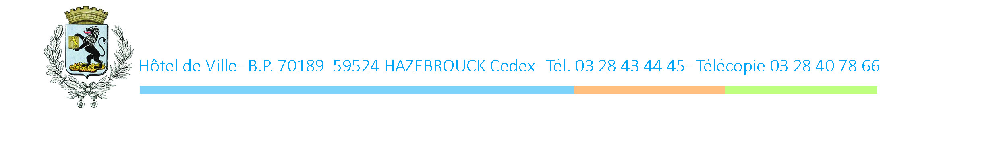 Hôtel de Ville- B.P. 70189  59524 HAZEBROUCK Cedex- Tél. 03 28 43 44 45- Télécopie 03 28 40 78 66